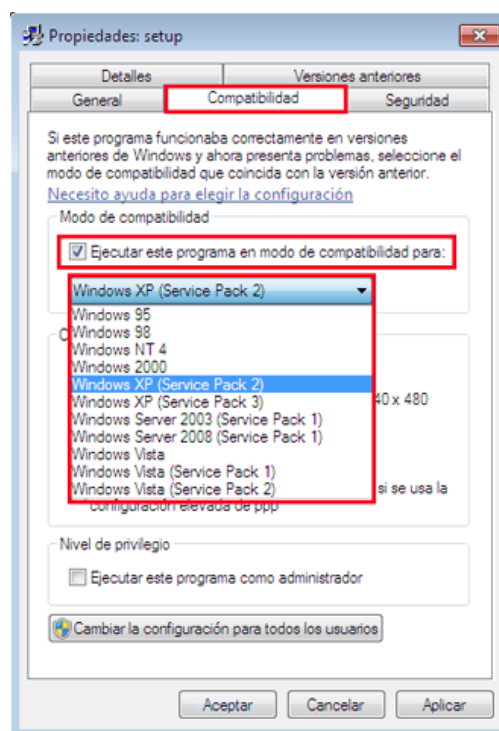 Propiedades: setup
Detalles
Versiones anteriores
General
Compatibilidad
Seguridad
Si este programa funcionaba correctamente en versiones
anteriores de Windows y ahora presenta problemas, seleccione el
modo de compatibilidad que coincida con la versión anterior.
Necesito ayuda para elegir la configuración
Modo de compatibilidad
Ejecutar este programa en modo de compatibilidad para:
Windows XP (Service Pack 2)
Windows 95
Windows 98
Windows NT 4
Windows 2000
Windows XP (Service Pack 2)
Windows XP (Service Pack 3)
40 x 480
Windows Server 2003 (Service Pack 1)
Windows Server 2008 (Service Pack 1)
Windows Vista
Windows Vista (Service Pack 1)
Windows Vista (Service Pack 2)
si se usa la
configuración elevada de ppp
Nivel de privilegio
Ejecutar este programa como administrador
Cambiar la configuración para todos los usuarios
Aceptar
Cancelar
Aplicar